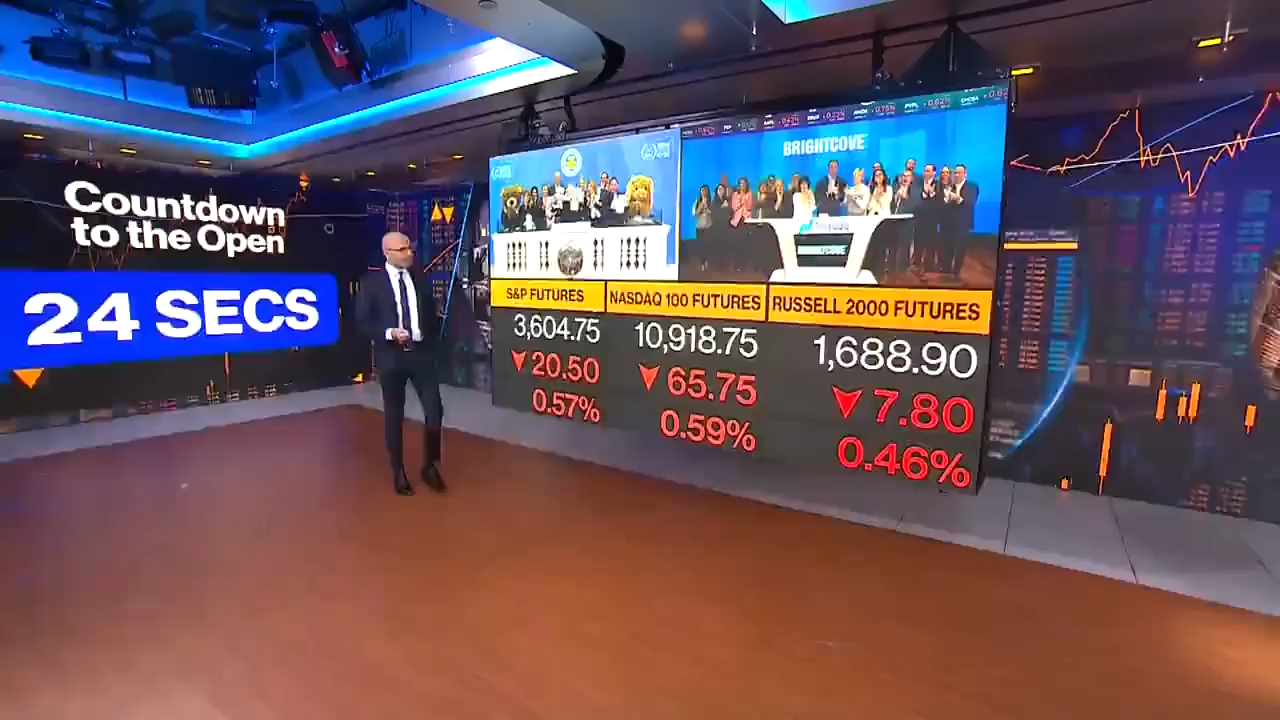 Countdown
to the Open
24 SECS
BRIGHTCOVE
BRIGHTCOVE
S&P FUTURES
3,604.75
20.50
0.57%
NASDAQ 100 FUTURES
10,918.75
65.75
0.59%
RUSSELL 2000 FUTURES
1,688.90
7.80
0.46%